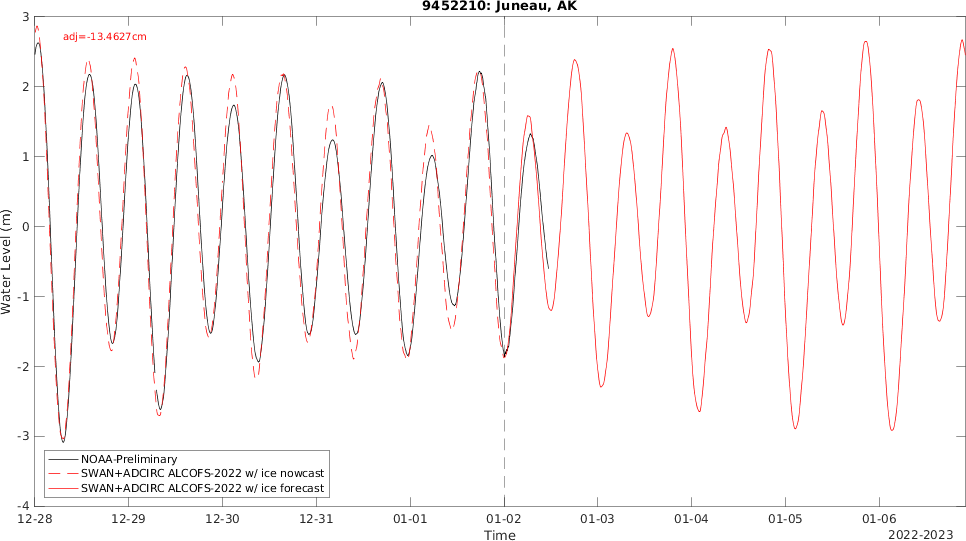 9452210: Juneau, AK
adj=-13.4627cm
3
2
1
0
-1
-2
-3
-4
Water Level (m)
NOAA-Preliminary
SWAN+ADCIRC ALCOFS-2022 w/ ice nowcast
SWAN+ADCIRC ALCOFS-2022 w/ ice forecast
12-28 12-29 12-30 12-31 01-01 01-02 01-03 01-04 01-05 01-06
Time
2022-2023